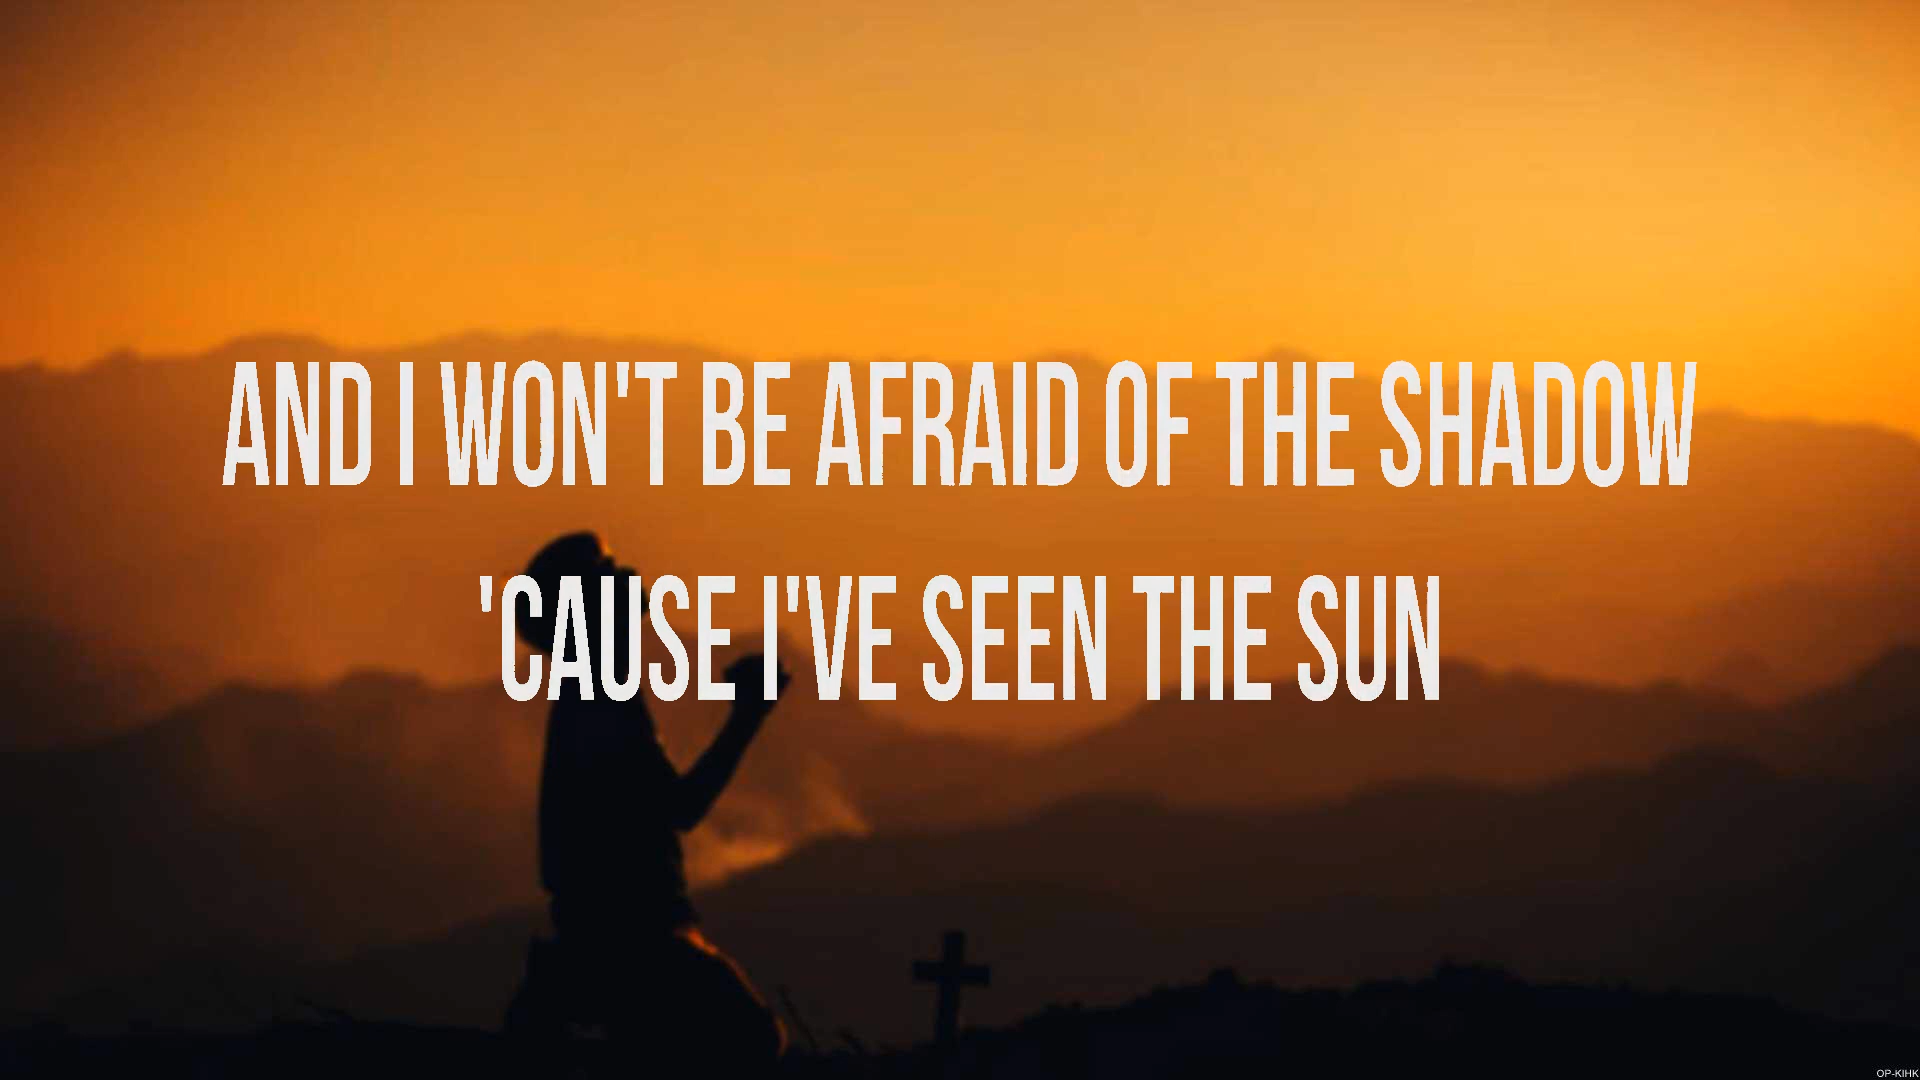 AND I WON'T BE AFRAID OF THE SHADOW
'CAUSE I'VE SEEN THE SUN
OP-KIHK